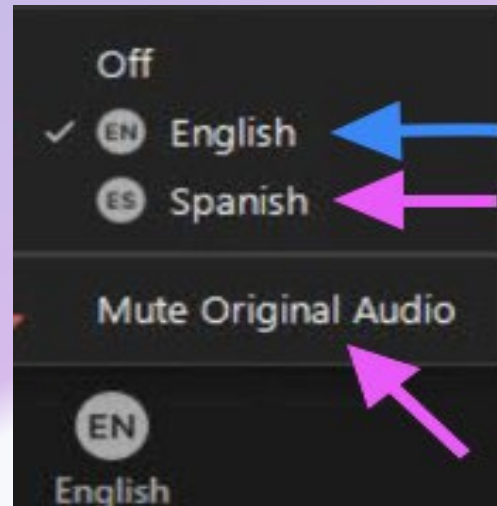 Off
EN English
ES Spanish
Mute Original Audio
EN
English